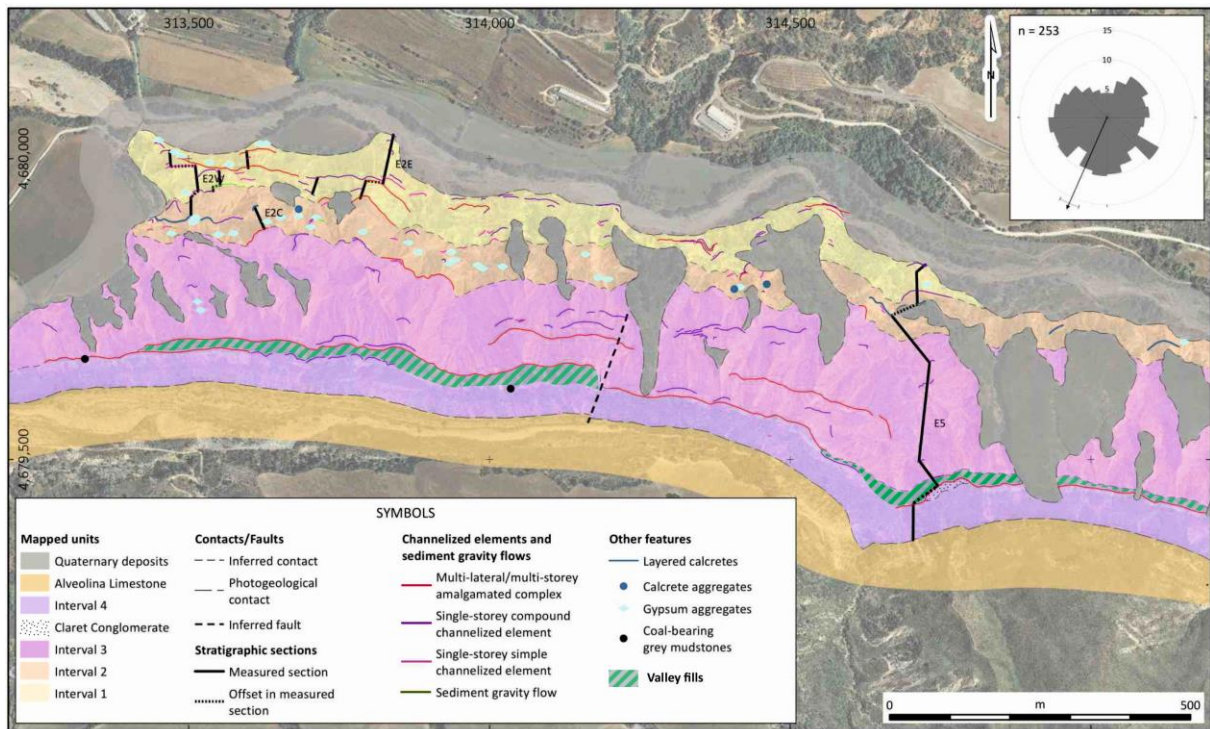 313,500
314,000
314,500
n = 253
15
10
5
N
4,680,000
E2W
E2E
E2C
E5
4,679,500
SYMBOLS
Mapped units
Quaternary deposits
Alveolina Limestone
Interval 4
Claret Conglomerate
Interval 3
Interval 2
Interval 1
Contacts/Faults
Inferred contact
Photogeological
contact
Inferred fault
Stratigraphic sections
Measured section
Offset in measured
section
Channelized elements and
sediment gravity flows
Multi-lateral/multi-storey
amalgamated complex
Single-storey compound
channelized element
Single-storey simple
channelized element
Sediment gravity flow
Other features
Layered calcretes
Calcrete aggregates
Gypsum aggregates
Coal-bearing
grey mudstones
Valley fills
0
m
500